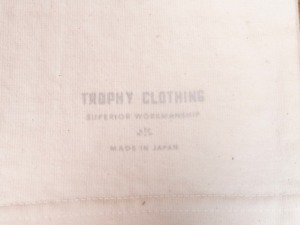 TROPHY CLOTHING
SUPERIOR WORKMANSHIP
MADE IN JAPAN